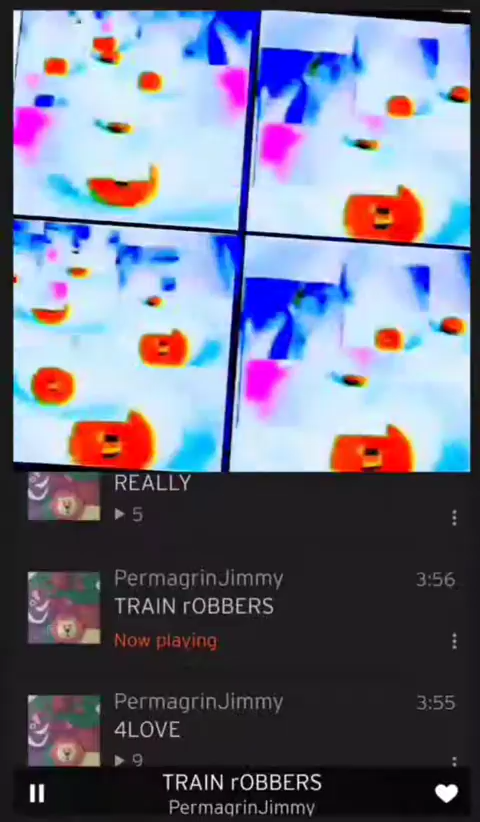 REALLY
5
PermagrinJimmy 3:56
TRAIN rOBBERS
Now playing
PermagrinJimmy 3:55
4LOVE
9
TRAIN rOBBERS
PermagrinJimmy